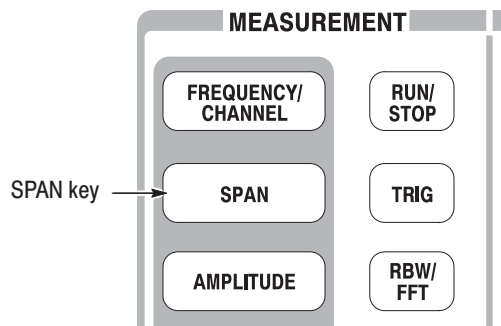 MEASUREMENT
FREQUENCY/
CHANNEL
RUN/
STOP
SPAN key
SPAN
TRIG
AMPLITUDE
RBW/
FFT